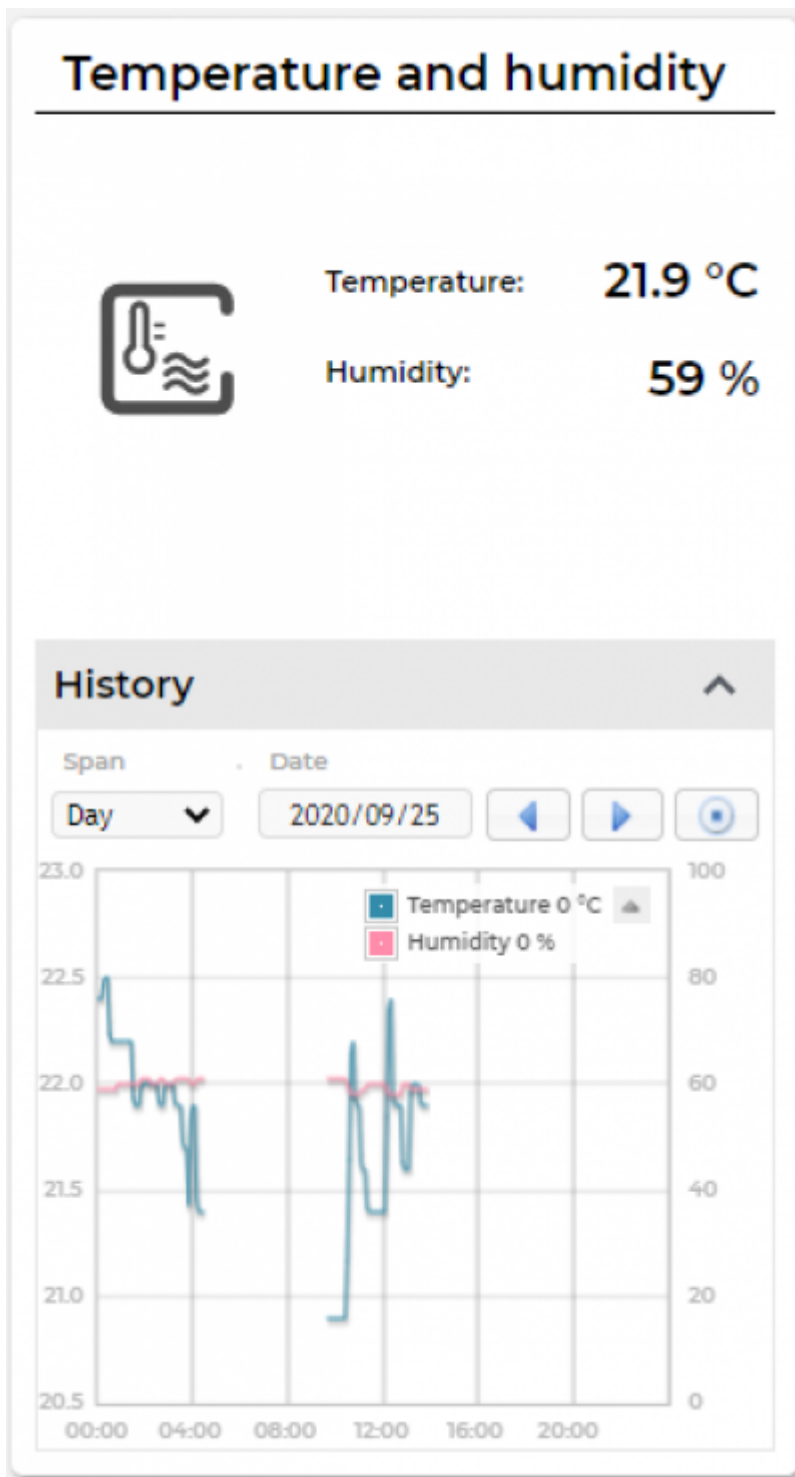 Temperature and humidity
Temperature: 21.9 °C
Humidity: 59 %
History
Span . Date
Day 2020/09/25
23.0 100
Temperature 0 °C
Humidity 0 %
22.5 80
22.0 60
21.5 40
21.0 20
20.5 0
00:00 04:00 08:00 12:00 16:00 20:00